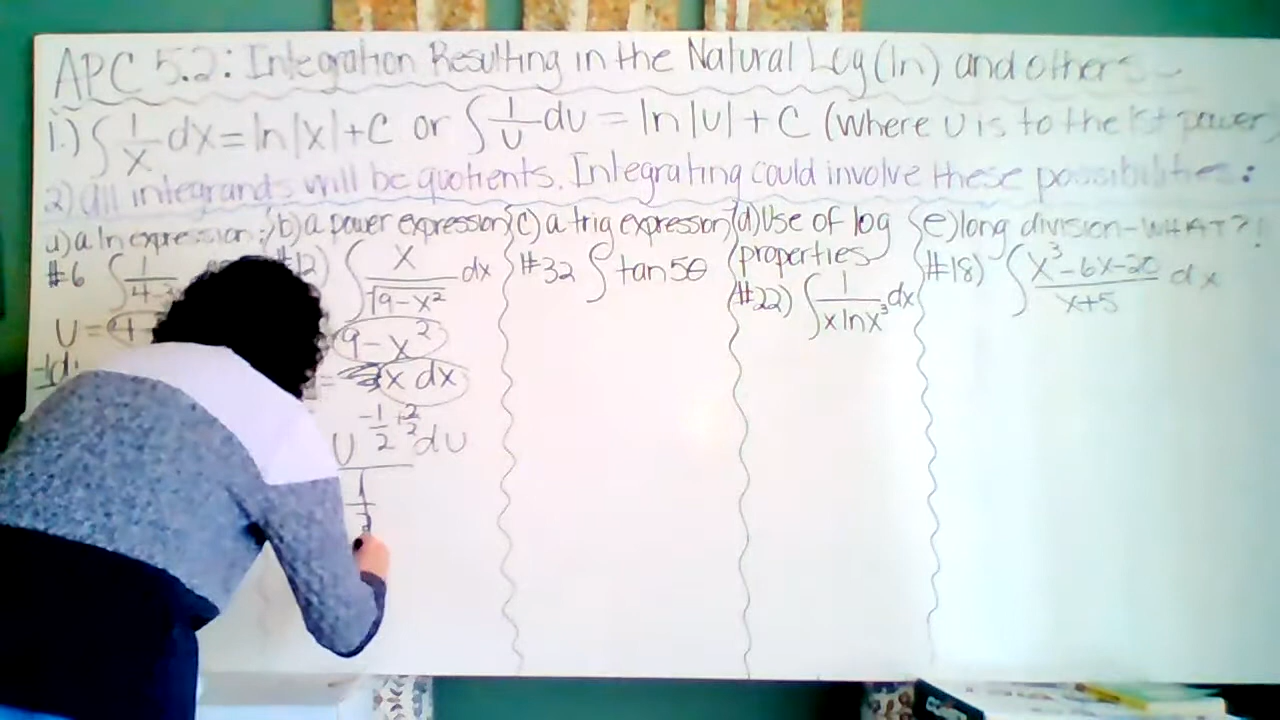 APC 5.2: Integration Resulting in the Natural Log (ln) and others
1.) ∫ 1/x dx = ln|x| + C or ∫ 1/u du = ln|u| + C (where u is to the 1st power)
2) all integrands will be quotients. Integrating could involve these possibilities:
a) a ln expression
#6 ∫ 1/4-3
U = 4-
b) a power expression
#12) ∫ x/√9-x² dx
9-x²
= x dx
U^-1/2+2/2 du
1/2
c) a trig expression
#32 ∫ tan 5θ
(d) Use of log
properties
(#22) ∫ 1/x ln x³ dx
(e) long division-WHAT?!
#18) ∫ x³-6x-20/x+5 dx